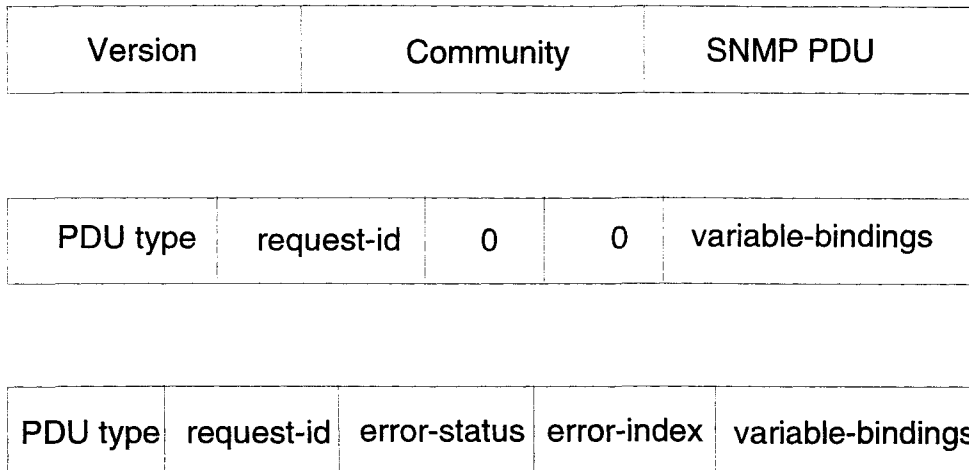 Version Community SNMP PDU
PDU type request-id 0 0 variable-bindings
PDU type request-id error-status error-index variable-bindings